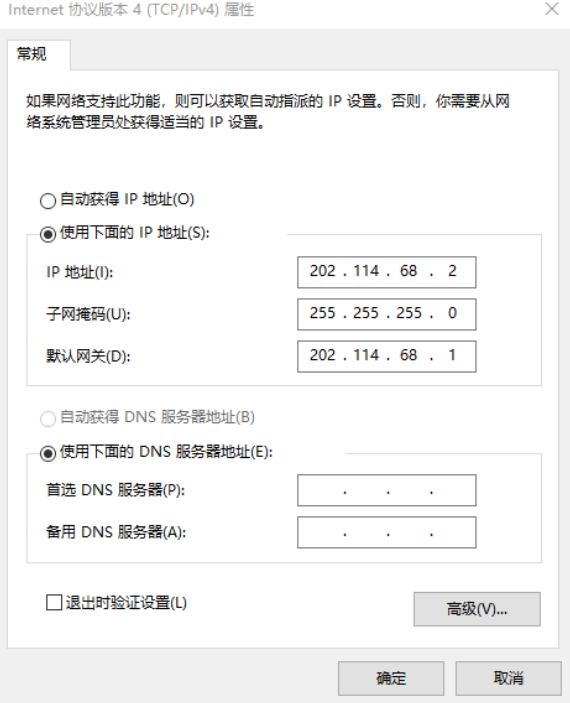 Internet 协议版本 4 (TCP/IPv4) 属性
常规
如果网络支持此功能，则可以获取自动指派的 IP 设置。否则，你需要从网
络系统管理员处获得适当的 IP 设置。
自动获得 IP 地址(O)
使用下面的 IP 地址(S):
IP 地址(I): 202 . 114 . 68 . 2
子网掩码(U): 255 . 255 . 255 . 0
默认网关(D): 202 . 114 . 68 . 1
自动获得 DNS 服务器地址(B)
使用下面的 DNS 服务器地址(E):
首选 DNS 服务器(P): . . .
备用 DNS 服务器(A): . . .
退出时验证设置(L)
高级(V)...
确定 取消